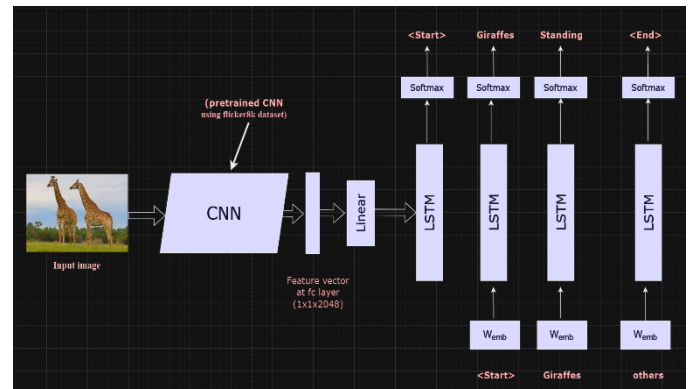 <Start>
Giraffes
Standing
<End>
Softmax
Softmax
Softmax
Softmax
(pretrained CNN
using flicker8k dataset)
CNN
Linear
LSTM
LSTM
LSTM
LSTM
Input image
Feature vector
at fc layer
(1x1x2048)
Wemb
Wemb
Wemb
<Start>
Giraffes
others